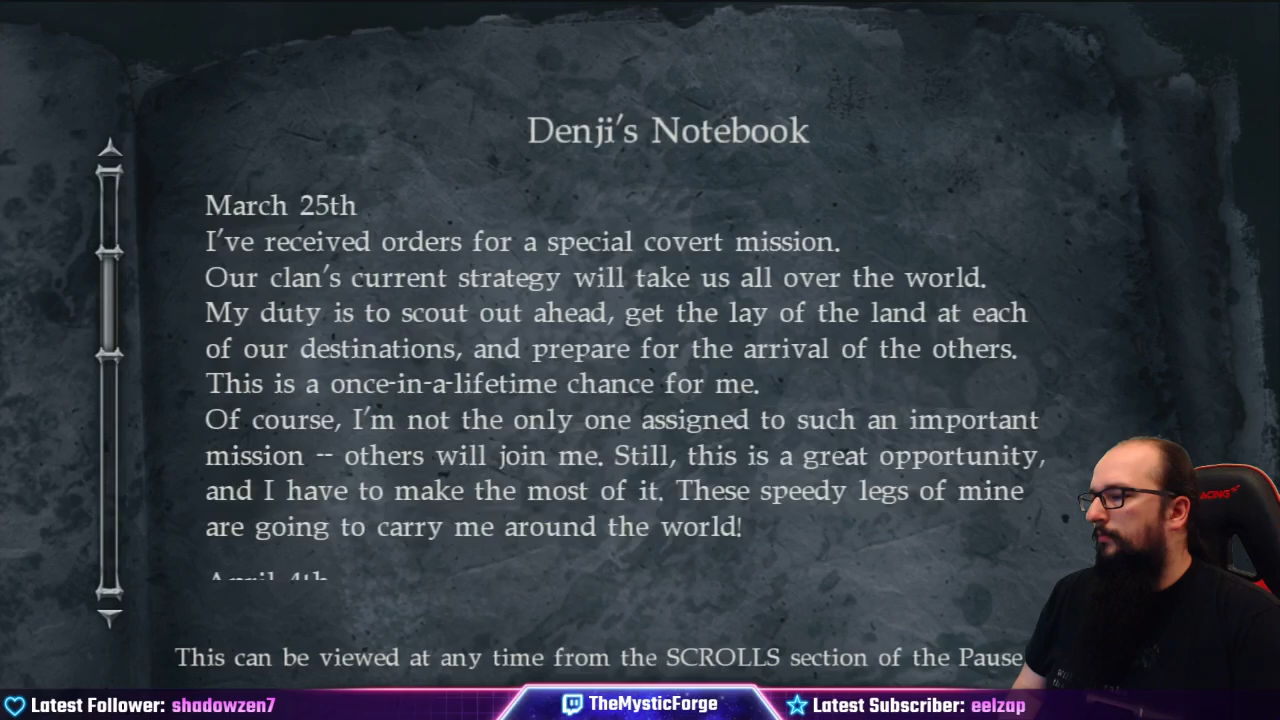 Denji's Notebook
March 25th
I've received orders for a special covert mission.
Our clan's current strategy will take us all over the world.
My duty is to scout out ahead, get the lay of the land at each
of our destinations, and prepare for the arrival of the others.
This is a once-in-a-lifetime chance for me.
Of course, I'm not the only one assigned to such an important
mission -- others will join me. Still, this is a great opportunity,
and I have to make the most of it. These speedy legs of mine
are going to carry me around the world!
April 4th
This can be viewed at any time from the SCROLLS section of the Pause
Latest Follower: shadowzen7
TheMysticForge
Latest Subscriber: eelzap